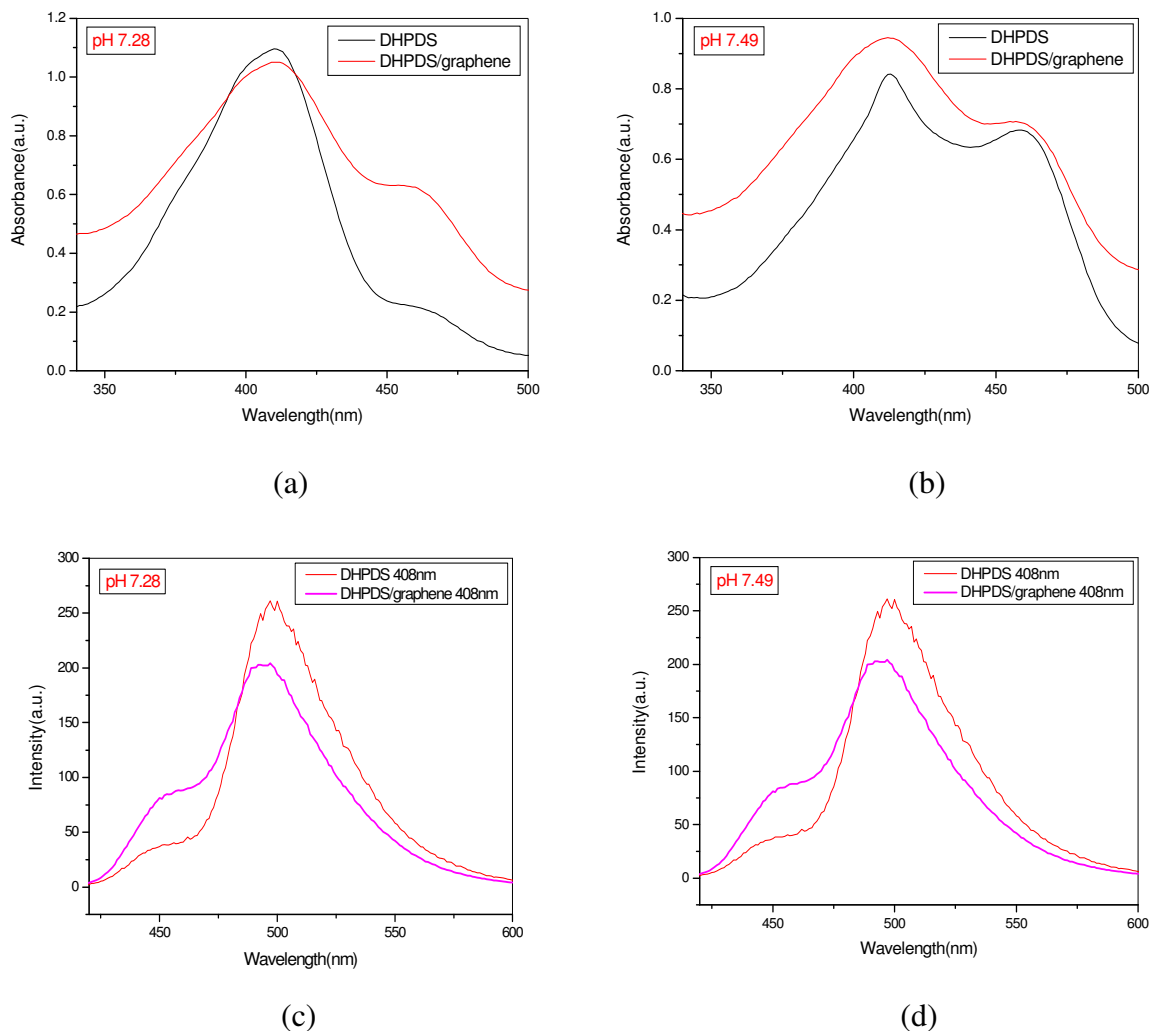 pH 7.28
DHPDS
DHPDS/graphene
1.2
1.0
0.8
0.6
0.4
0.2
0.0
Absorbance(a.u.)
350
400
450
500
Wavelength(nm)
(a)
pH 7.49
DHPDS
DHPDS/graphene
1.0
0.8
0.6
0.4
0.2
0.0
Absorbance(a.u.)
350
400
450
500
Wavelength(nm)
(b)
pH 7.28
DHPDS 408nm
DHPDS/graphene 408nm
300
250
200
150
100
50
0
Intensity(a.u.)
450
500
550
600
Wavelength(nm)
(c)
pH 7.49
DHPDS 408nm
DHPDS/graphene 408nm
300
250
200
150
100
50
0
Intensity(a.u.)
450
500
550
600
Wavelength(nm)
(d)